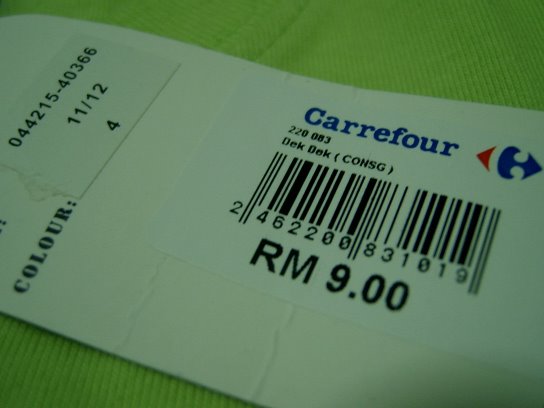 044215-40366
11/12
4
COLOUR:
Carrefour
220 083
Dek Dek ( CONSG )
2 462200 831019
RM 9.00